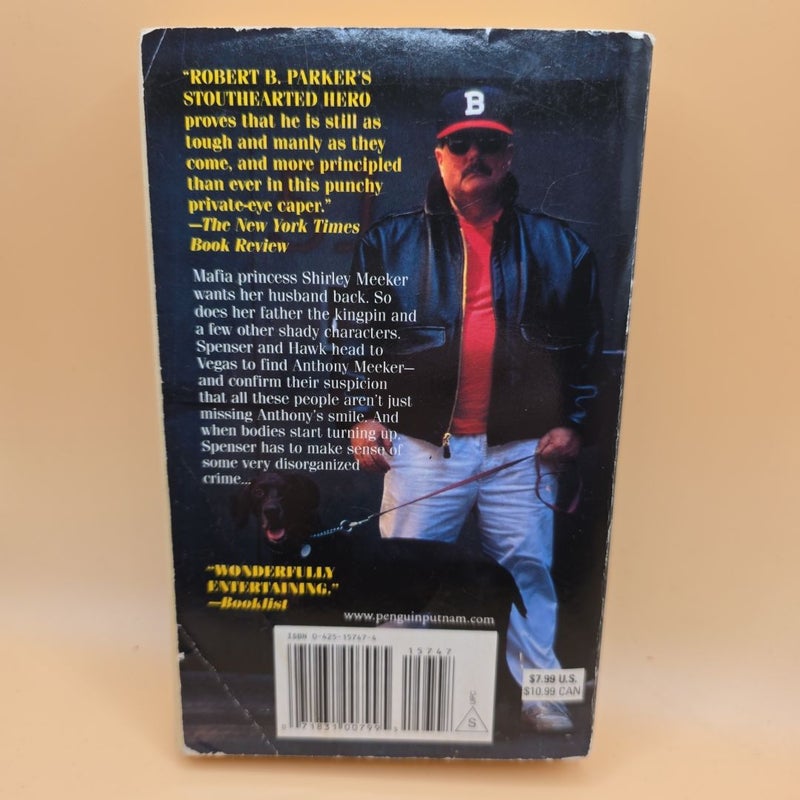 B
"ROBERT B. PARKER'S
STOUTHEARTED HERO
proves that he is still as
tough and manly as they
come, and more principled
than ever in this punchy
private-eye caper."
—The New York Times
Book Review
Mafia princess Shirley Meeker
wants her husband back. So
does her father the kingpin and
a few other shady characters.
Spenser and Hawk head to
Vegas to find Anthony Meeker—
and confirm their suspicion
that all these people aren't just
missing Anthony's smile. And
when bodies start turning up,
Spenser has to make sense of
some very disorganized
crime...
"WONDERFULLY
ENTERTAINING."
—Booklist
www.penguinputnam.com
ISBN 0-425-15747-4
15747
0 71831 00799 5
UPC
S
$7.99 U.S.
$10.99 CAN